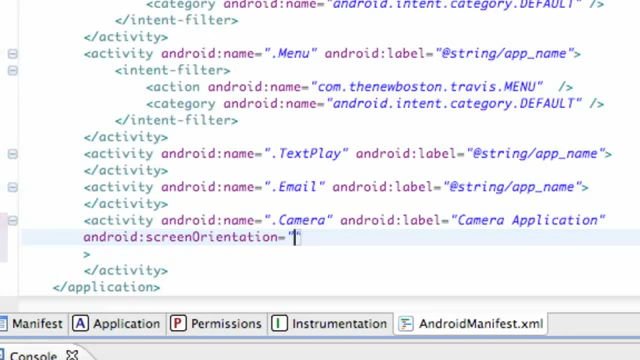 <category android:name="android.intent.category.DEFAULT" />
</intent-filter>
</activity>
<activity android:name=".Menu" android:label="@string/app_name">
<intent-filter>
<action android:name="com.thenewboston.travis.MENU"  />
<category android:name="android.intent.category.DEFAULT" />
</intent-filter>
</activity>
<activity android:name=".TextPlay" android:label="@string/app_name">
</activity>
<activity android:name=".Email" android:label="@string/app_name">
</activity>
<activity android:name=".Camera" android:label="Camera Application"
android:screenOrientation=""
>
</activity>
</application>
Manifest A Application P Permissions I Instrumentation AndroidManifest.xml
Console